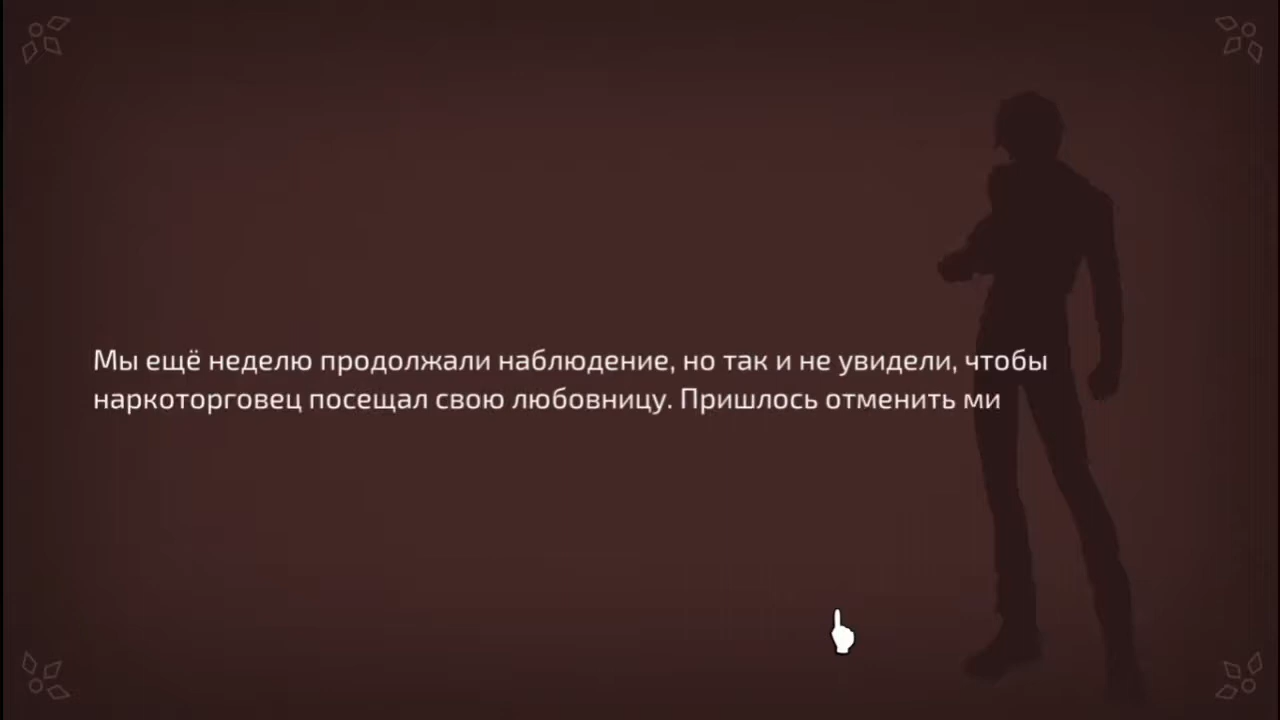 Мы ещё неделю продолжали наблюдение, но так и не увидели, чтобы
наркоторговец посещал свою любовницу. Пришлось отменить ми